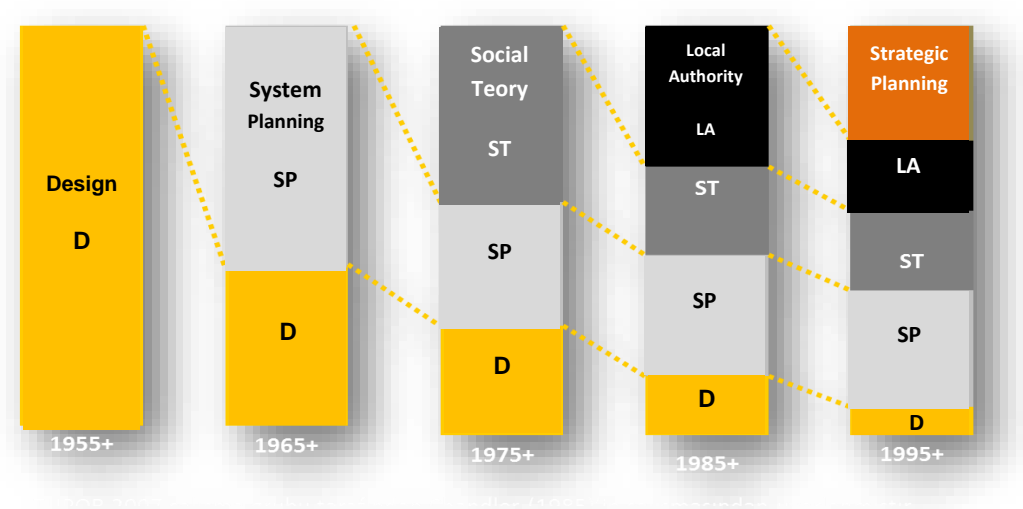 Design
D
1955+
System
Planning
SP
D
1965+
Social
Teory
ST
SP
D
1975+
Local
Authority
LA
ST
SP
D
1985+
Strategic
Planning
LA
ST
SP
D
1995+